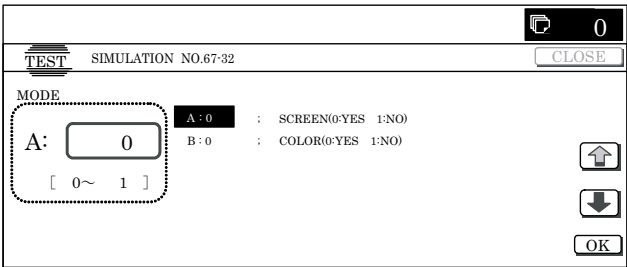 0
TEST SIMULATION NO.67-32 CLOSE
MODE
A:0 ; SCREEN(0:YES 1:NO)
A: 0 B:0 ; COLOR(0:YES 1:NO)
[ 0~ 1 ]
OK